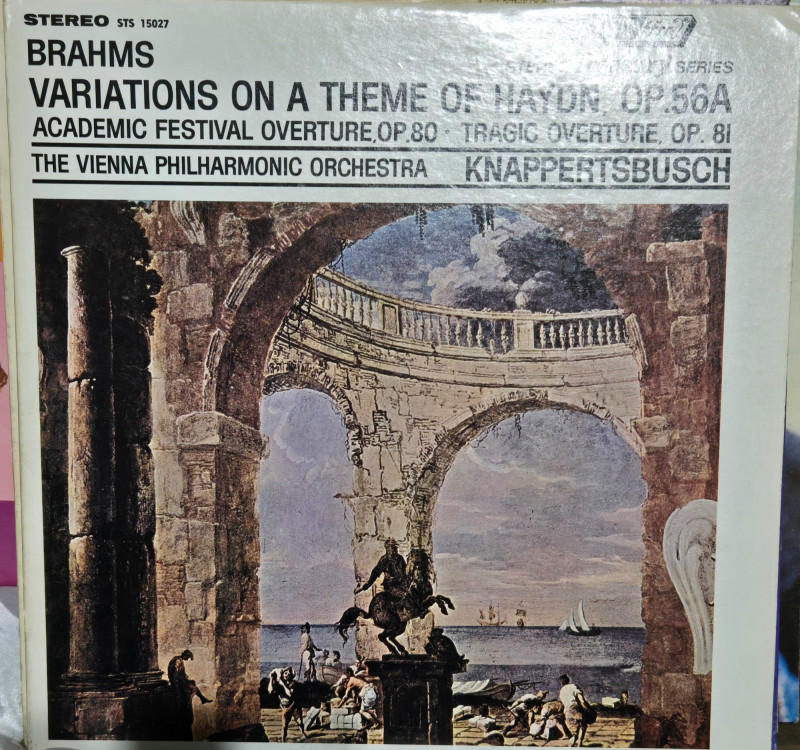 STEREO STS 15027
BRAHMS
SERIES
VARIATIONS ON A THEME OF HAYDN, OP.56A
ACADEMIC FESTIVAL OVERTURE,OP.80 · TRAGIC OVERTURE, OP. 81
THE VIENNA PHILHARMONIC ORCHESTRA KNAPPERTSBUSCH